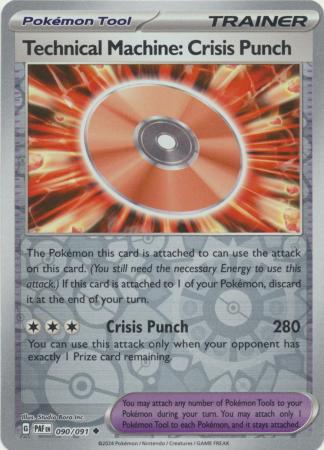 Pokémon Tool TRAINER
Technical Machine: Crisis Punch
The Pokémon this card is attached to can use the attack
on this card. (You still need the necessary Energy to use this
attack.) If this card is attached to 1 of your Pokémon, discard
it at the end of your turn.
Crisis Punch 280
You can use this attack only when your opponent has
exactly 1 Prize card remaining.
Illus. Studio Bora Inc.
You may attach any number of Pokémon Tools to your
Pokémon during your turn. You may attach only 1
Pokémon Tool to each Pokémon, and it stays attached.
G PAF EN 090/091
©2024 Pokémon / Nintendo / Creatures / GAME FREAK